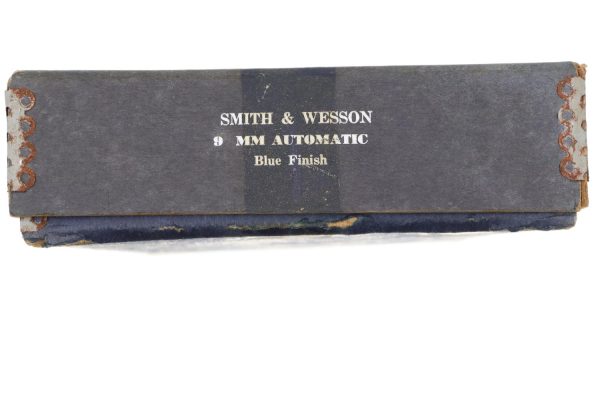 SMITH & WESSON
9 MM AUTOMATIC
Blue Finish